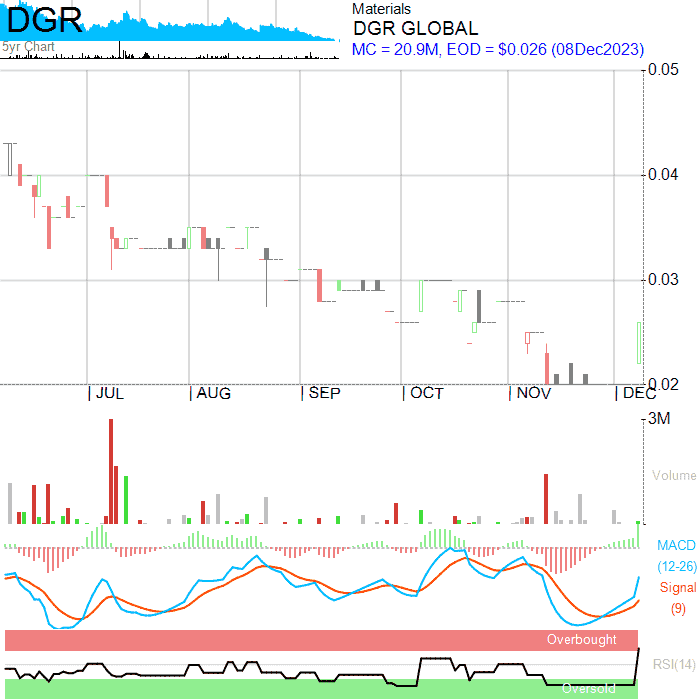 DGR
5yr Chart
Materials
DGR GLOBAL
MC = 20.9M, EOD = $0.026 (08Dec2023)
0.05
0.04
0.03
0.02
JUL AUG SEP OCT NOV DEC
3M
Volume
MACD
(12-26)
Signal
(9)
Overbought
RSI(14)
Oversold